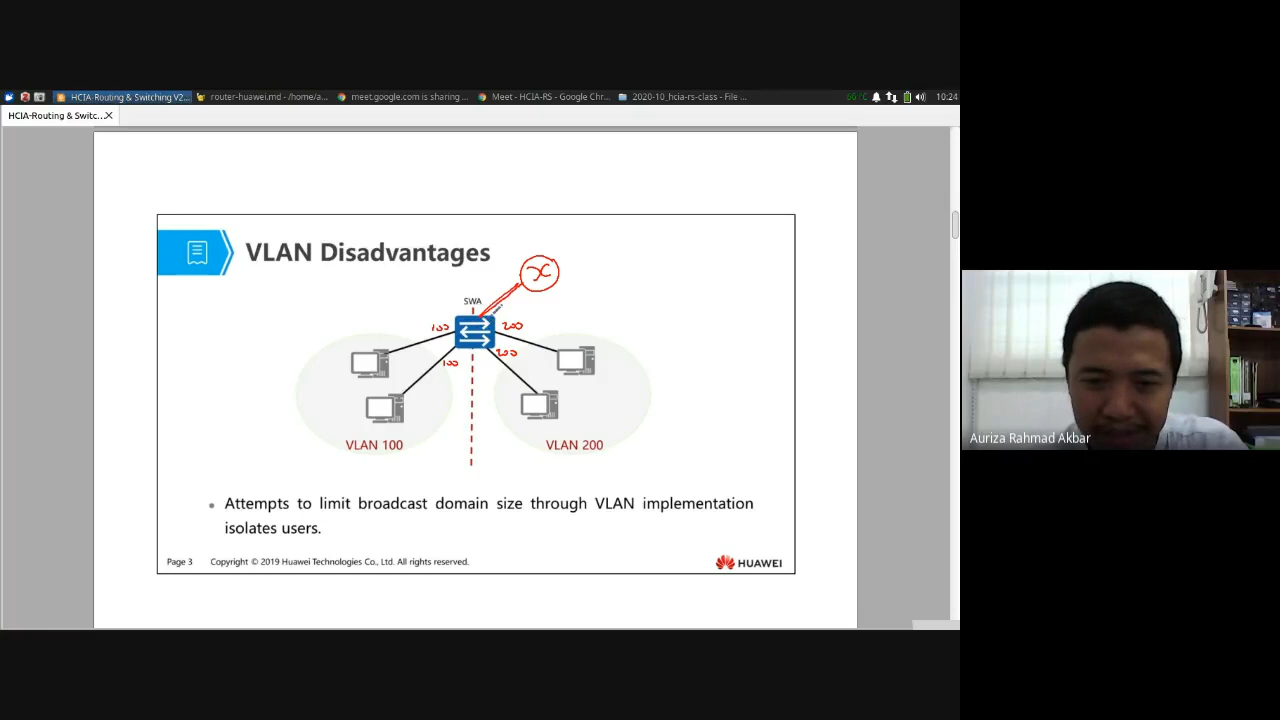 HCIA-Routing & Switching V2...
router-huawei.md - /home/a...
meet.google.com is sharing ...
Meet - HCIA-RS - Google Chr...
2020-10_hcia-rs-class - File ...
66°C
10:24
HCIA-Routing & Switc...
VLAN Disadvantages
SWA
100
200
100
200
VLAN 100
VLAN 200
Attempts to limit broadcast domain size through VLAN implementation
isolates users.
Page 3
Copyright © 2019 Huawei Technologies Co., Ltd. All rights reserved.
HUAWEI
Auriza Rahmad Akbar